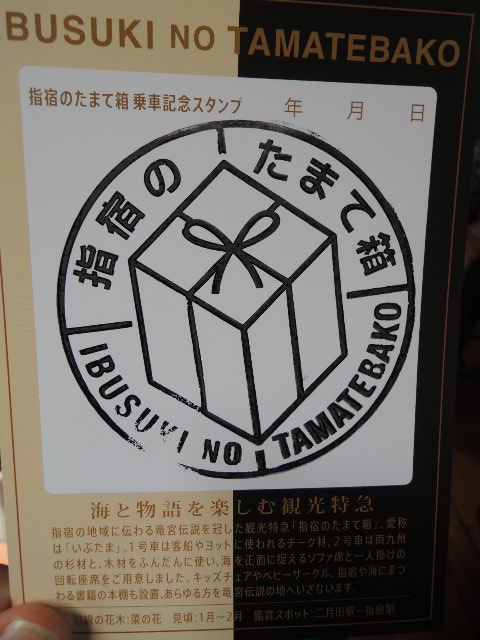 IBUSUKI NO TAMATEBAKO
指宿のたまて箱 乗車記念スタンプ 年 月 日
指宿の たまて箱
IBUSUKI NO TAMATEBAKO
海と物語を楽しむ観光特急
指宿の地域に伝わる竜宮伝説を冠した観光特急「指宿のたまて箱」、愛称
は「いぶたま」。1号車は客船やヨットに使われるチーク材、2号車は南九州
の杉材と、木材をふんだんに使い、海を正面に捉えるソファ席と一人掛けの
回転座席をご用意しました。キッズチェアやベビーサークル、指宿や海にまつ
わる書籍の本棚も設置、あらゆる方を竜宮伝説の地へいざないます。
沿線の花木:菜の花 見頃:1月～2月 鑑賞スポット:二月田駅～指宿駅